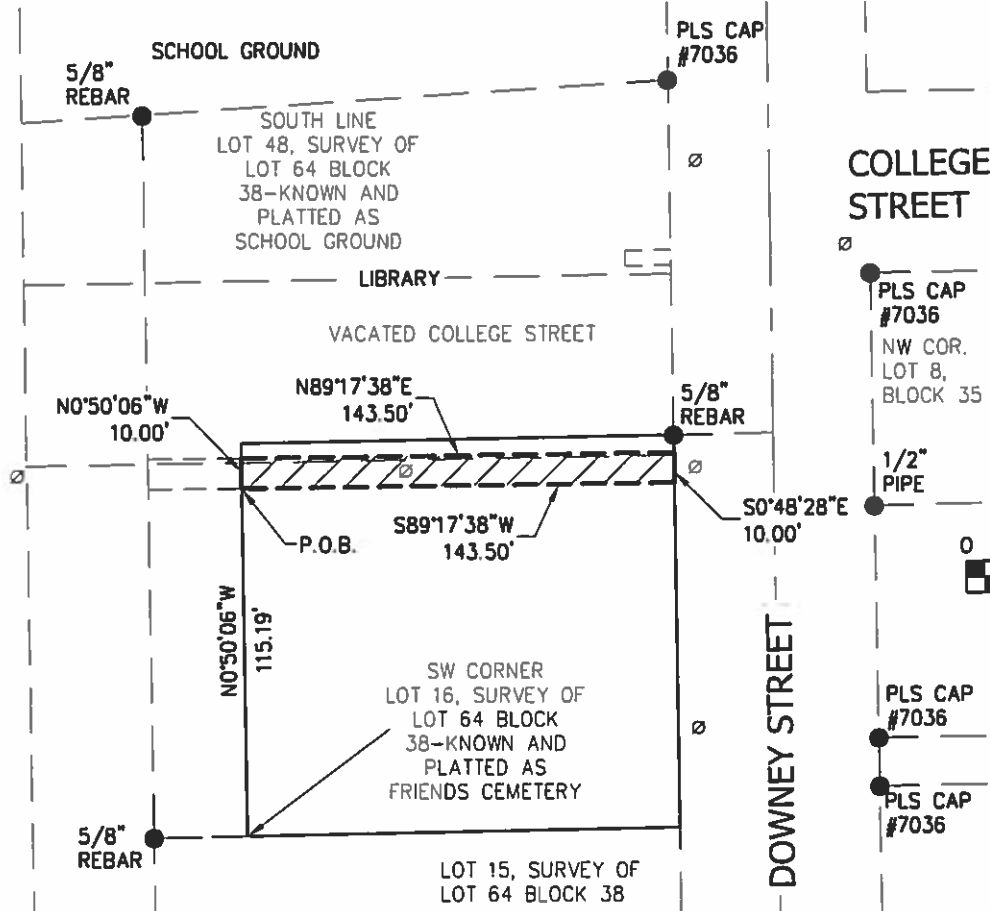 SCHOOL GROUND
PLS CAP
#7036
5/8"
REBAR
SOUTH LINE
LOT 48, SURVEY OF
LOT 64 BLOCK
38-KNOWN AND
PLATTED AS
SCHOOL GROUND
COLLEGE
STREET
LIBRARY
PLS CAP
#7036
NW COR.
LOT 8,
BLOCK 35
VACATED COLLEGE STREET
N89°17'38"E
143.50'
5/8"
REBAR
N0°50'06"W
10.00'
1/2"
PIPE
S0°48'28"E
10.00'
S89°17'38"W
143.50'
P.O.B.
0
N0°50'06"W
115.19'
SW CORNER
LOT 16, SURVEY OF
LOT 64 BLOCK
38-KNOWN AND
PLATTED AS
FRIENDS CEMETERY
DOWNEY STREET
PLS CAP
#7036
PLS CAP
#7036
5/8"
REBAR
LOT 15, SURVEY OF
LOT 64 BLOCK 38